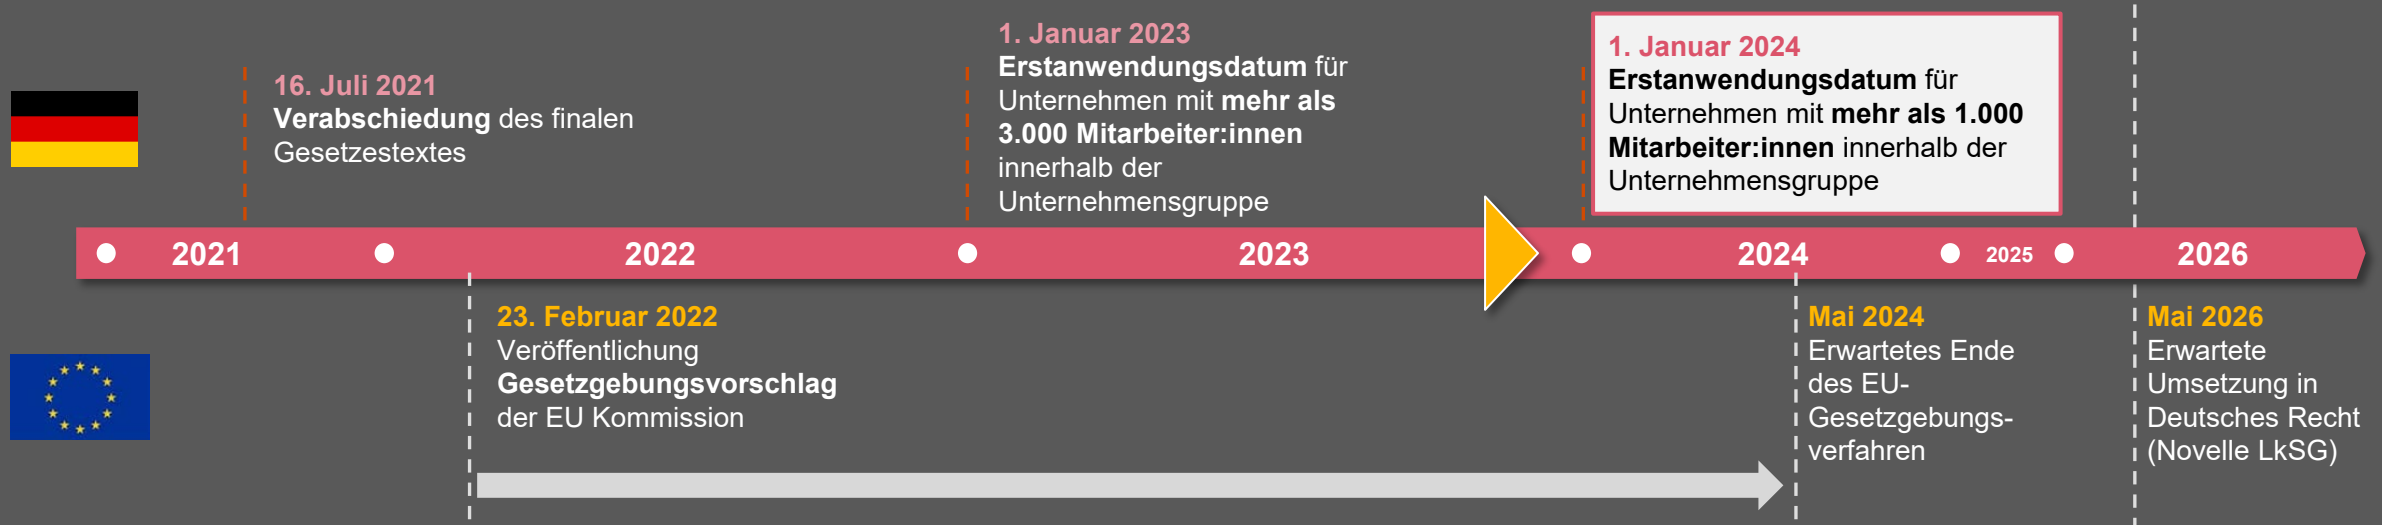 16. Juli 2021
Verabschiedung des finalen
Gesetzestextes
1. Januar 2023
Erstanwendungsdatum für
Unternehmen mit mehr als
3.000 Mitarbeiter:innen
innerhalb der
Unternehmensgruppe
1. Januar 2024
Erstanwendungsdatum für
Unternehmen mit mehr als 1.000
Mitarbeiter:innen innerhalb der
Unternehmensgruppe
2021 2022 2023 2024 2025 2026
23. Februar 2022
Veröffentlichung
Gesetzgebungsvorschlag
der EU Kommission
Mai 2024
Erwartetes Ende
des EU-
Gesetzgebungs-
verfahren
Mai 2026
Erwartete
Umsetzung in
Deutsches Recht
(Novelle LkSG)